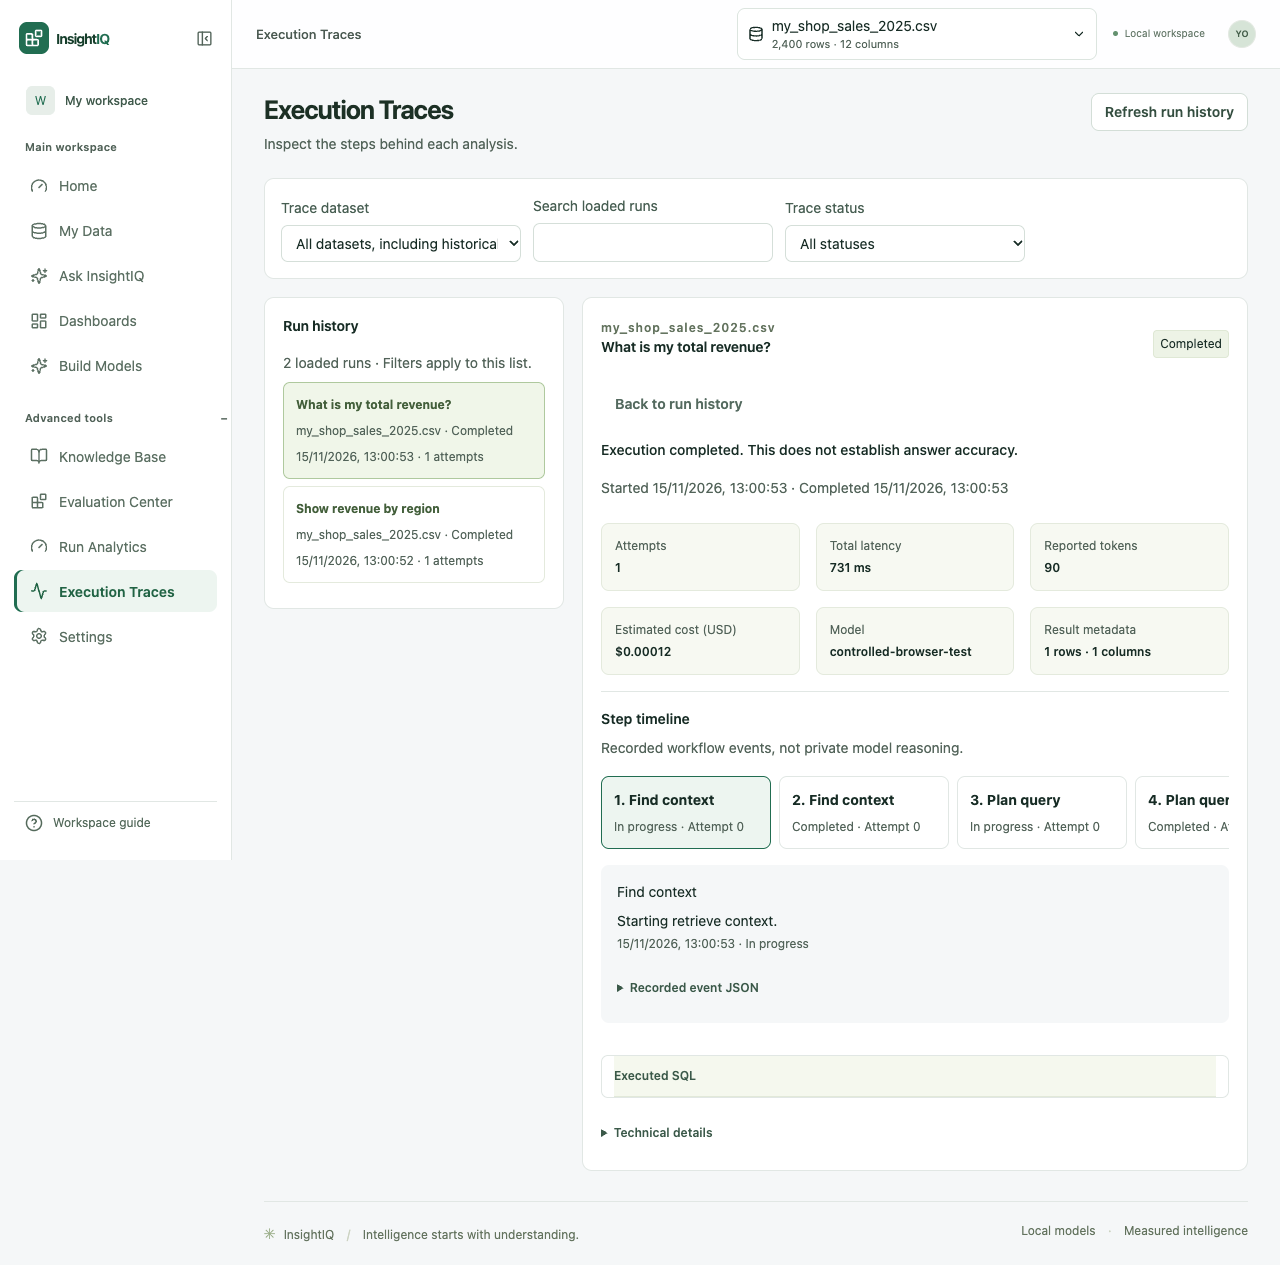 InsightIQ
W My workspace
Main workspace
Home
My Data
Ask InsightIQ
Dashboards
Build Models
Advanced tools –
Knowledge Base
Evaluation Center
Run Analytics
Execution Traces
Settings
Workspace guide
Execution Traces
my_shop_sales_2025.csv
2,400 rows · 12 columns
Local workspace
YO
Execution Traces
Inspect the steps behind each analysis.
Refresh run history
Trace dataset
All datasets, including historica
Search loaded runs
Trace status
All statuses
Run history
2 loaded runs · Filters apply to this list.
What is my total revenue?
my_shop_sales_2025.csv · Completed
15/11/2026, 13:00:53 · 1 attempts
Show revenue by region
my_shop_sales_2025.csv · Completed
15/11/2026, 13:00:52 · 1 attempts
my_shop_sales_2025.csv
What is my total revenue?
Completed
Back to run history
Execution completed. This does not establish answer accuracy.
Started 15/11/2026, 13:00:53 · Completed 15/11/2026, 13:00:53
Attempts
1
Total latency
731 ms
Reported tokens
90
Estimated cost (USD)
$0.00012
Model
controlled-browser-test
Result metadata
1 rows · 1 columns
Step timeline
Recorded workflow events, not private model reasoning.
1. Find context
In progress · Attempt 0
2. Find context
Completed · Attempt 0
3. Plan query
In progress · Attempt 0
4. Plan quer
Completed · A
Find context
Starting retrieve context.
15/11/2026, 13:00:53 · In progress
Recorded event JSON
Executed SQL
Technical details
InsightIQ / Intelligence starts with understanding.
Local models · Measured intelligence